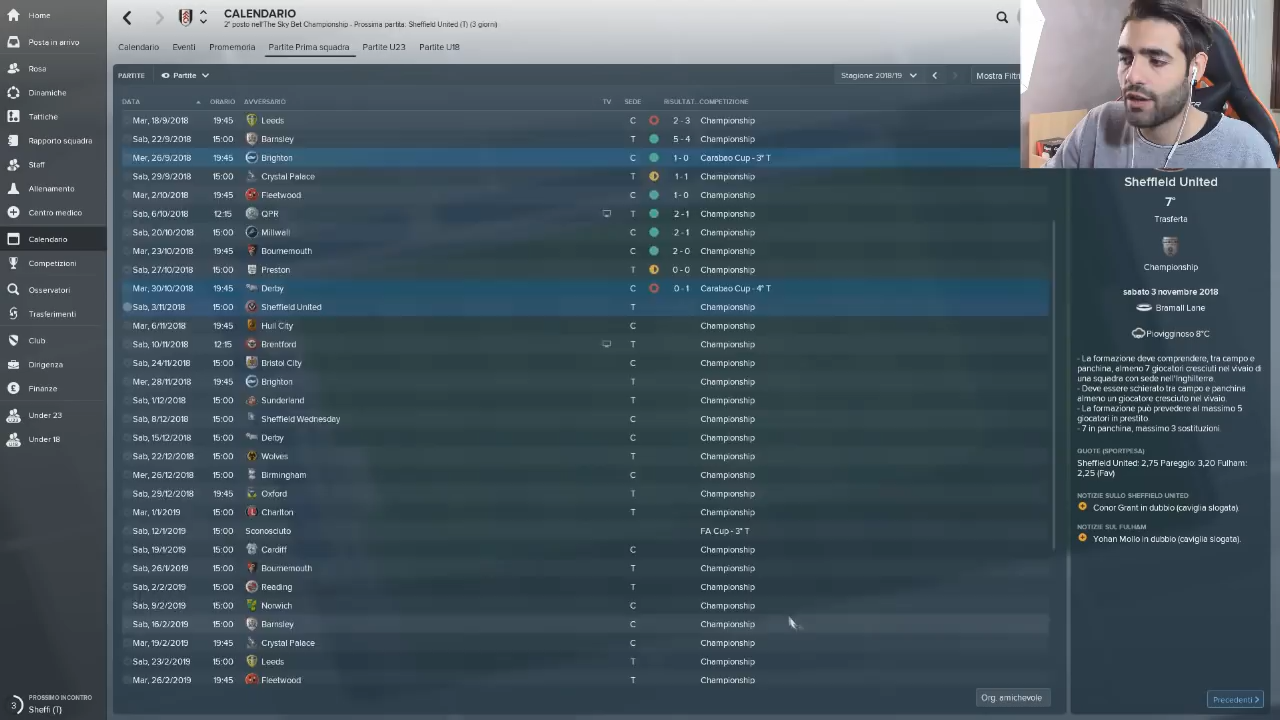 Home
Posta in arrivo
Rosa
Dinamiche
Tattiche
Rapporto squadra
Staff
Allenamento
Centro medico
Calendario
Competizioni
Osservatori
Trasferimenti
Club
Dirigenza
Finanze
Under 23
Under 18
3 PROSSIMO INCONTRO
Sheffi (T)
CALENDARIO
2° posto nell'The Sky Bet Championship - Prossima partita: Sheffield United (T) (3 giorni)
Calendario Eventi Promemoria Partite Prima squadra Partite U23 Partite U18
PARTITE Partite Stagione 2018/19 Mostra Filtri
DATA ORARIO AVVERSARIO TV SEDE RISULTAT... COMPETIZIONE
Mar, 18/9/2018 19:45 Leeds C 2-3 Championship
Sab, 22/9/2018 15:00 Barnsley T 5-4 Championship
Mer, 26/9/2018 19:45 Brighton C 1-0 Carabao Cup - 3° T
Sab, 29/9/2018 15:00 Crystal Palace T 1-1 Championship
Mar, 2/10/2018 19:45 Fleetwood C 1-0 Championship
Sab, 6/10/2018 12:15 QPR T 2-1 Championship
Sab, 20/10/2018 15:00 Millwall C 2-1 Championship
Mar, 23/10/2018 19:45 Bournemouth C 2-0 Championship
Sab, 27/10/2018 15:00 Preston T 0-0 Championship
Mar, 30/10/2018 19:45 Derby C 0-1 Carabao Cup - 4° T
Sab, 3/11/2018 15:00 Sheffield United T Championship
Mar, 6/11/2018 19:45 Hull City C Championship
Sab, 10/11/2018 12:15 Brentford T Championship
Sab, 24/11/2018 15:00 Bristol City C Championship
Mer, 28/11/2018 19:45 Brighton T Championship
Sab, 1/12/2018 15:00 Sunderland T Championship
Sab, 8/12/2018 15:00 Sheffield Wednesday C Championship
Sab, 15/12/2018 15:00 Derby C Championship
Sab, 22/12/2018 15:00 Wolves T Championship
Mer, 26/12/2018 15:00 Birmingham C Championship
Sab, 29/12/2018 19:45 Oxford T Championship
Mar, 1/1/2019 15:00 Charlton T Championship
Sab, 12/1/2019 15:00 Sconosciuto FA Cup - 3° T
Sab, 19/1/2019 15:00 Cardiff C Championship
Sab, 26/1/2019 15:00 Bournemouth T Championship
Sab, 2/2/2019 15:00 Reading T Championship
Sab, 9/2/2019 15:00 Norwich C Championship
Sab, 16/2/2019 15:00 Barnsley C Championship
Mar, 19/2/2019 19:45 Crystal Palace C Championship
Sab, 23/2/2019 15:00 Leeds T Championship
Mar, 26/2/2019 19:45 Fleetwood T Championship
Org. amichevole
Sheffield United
7°
Trasferta
Championship
sabato 3 novembre 2018
Bramall Lane
Piovigginoso 8°C
- La formazione deve comprendere, tra campo e
panchina, almeno 7 giocatori cresciuti nel vivaio di
una squadra con sede nell'Inghilterra.
- Deve essere schierato tra campo e panchina
almeno un giocatore cresciuto nel vivaio.
- La formazione può prevedere al massimo 5
giocatori in prestito.
- 7 in panchina, massimo 3 sostituzioni.
QUOTE (SPORTPESA)
Sheffield United: 2,75 Pareggio: 3,20 Fulham:
2,25 (Fav)
NOTIZIE SULLO SHEFFIELD UNITED
Conor Grant in dubbio (caviglia slogata).
NOTIZIE SUL FULHAM
Yohan Mollo in dubbio (caviglia slogata).
Precedenti